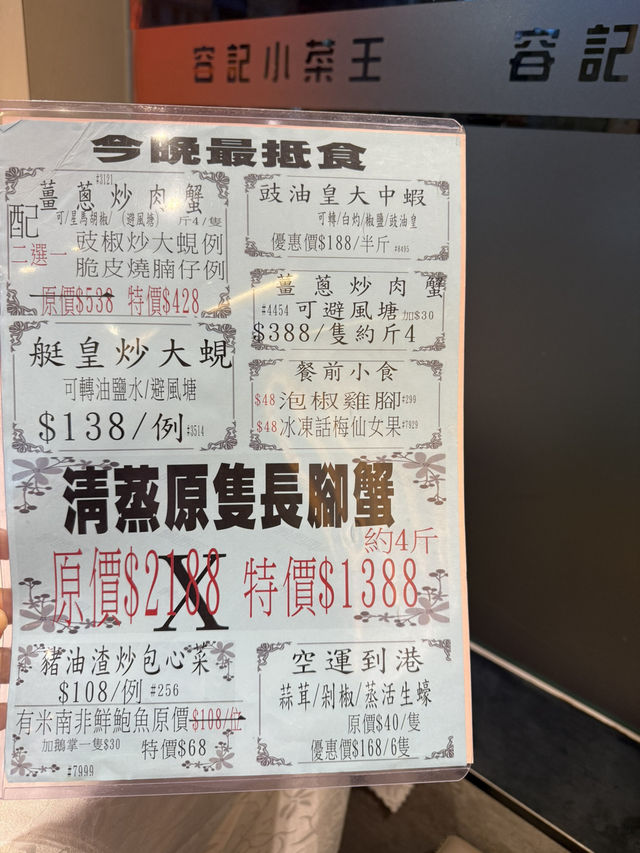 容記小菜王
容記
今晚最抵食
#3121
薑蔥炒肉蟹
可/星馬胡椒/(避風塘) 斤4/隻
配
二選一
豉椒炒大蜆例
脆皮燒腩仔例
原價$538 特價$428
豉油皇大中蝦
可轉/白灼/椒鹽/豉油皇
優惠價$188/半斤 #6495
薑蔥炒肉蟹
#4454 可避風塘 加$30
$388/隻約斤4
艇皇炒大蜆
可轉油鹽水/避風塘
$138/例 #3514
餐前小食
$48 泡椒雞腳 #299
$48 冰凍話梅仙女果 #7929
清蒸原隻長腳蟹
約4斤
原價$2188 X 特價$1388
豬油渣炒包心菜
$108/例 #256
有米南非鮮鮑魚原價$108/位
加鵝掌一隻$30 特價$68
#7999
空運到港
蒜茸/剁椒/蒸活生蠔
原價$40/隻
優惠價$168/6隻